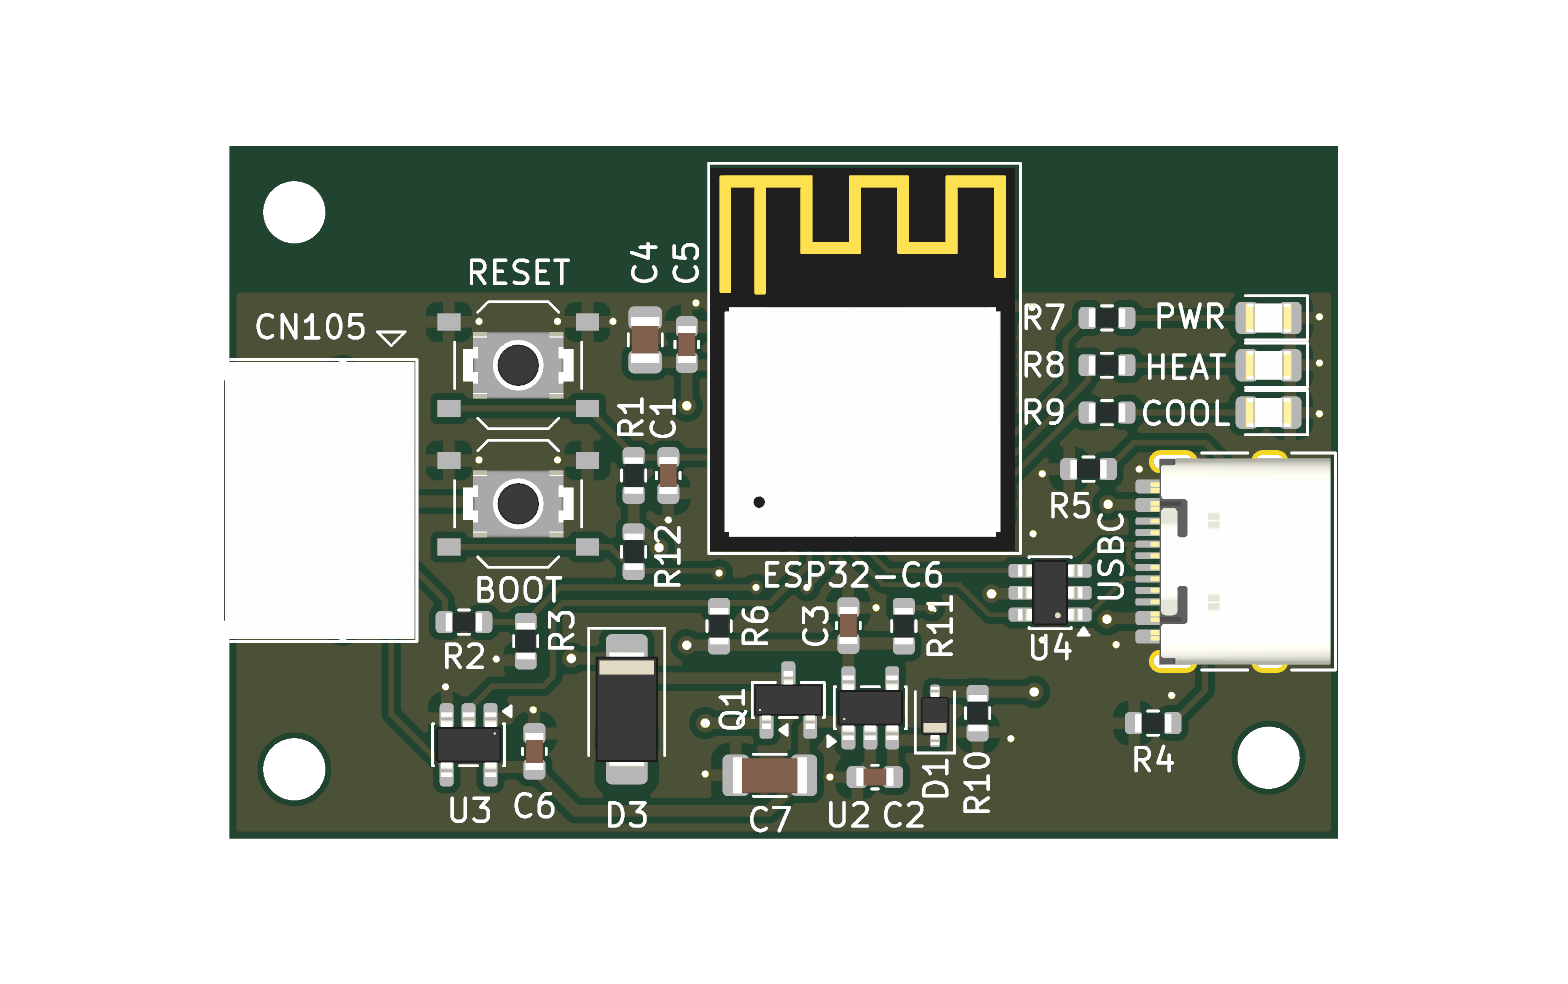 C4
C5
RESET
CN105
R7
PWR
R8
HEAT
R9
COOL
R1
C1
R5
USBC
R12
ESP32-C6
BOOT
R3
R6
C3
R11
U4
R2
Q1
R4
D1
R10
U3
C6
D3
C7
U2
C2